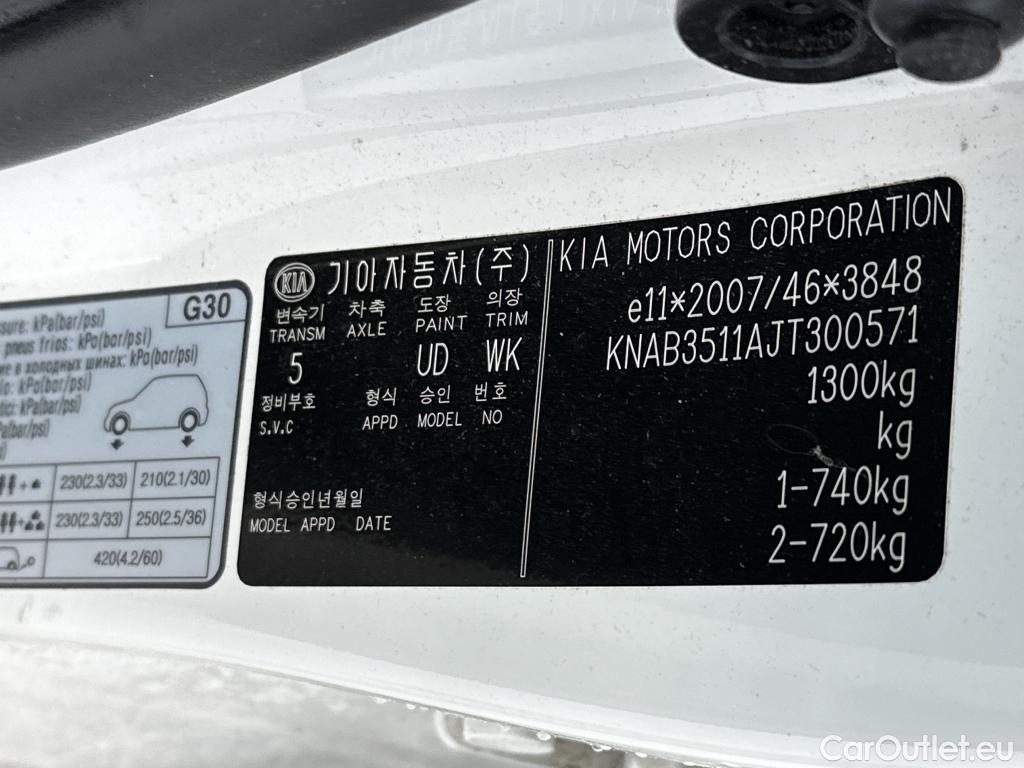 G30
ssure: kPa(bar/psi)
pneus frios: kPa(bar/psi)
ие в холодных шинах: kPa(bar/psi)
kPa(bar/psi)
kPa(bar/psi)
Pa(bar/psi)
230(2.3/33) 210(2.1/30)
230(2.3/33) 250(2.5/36)
420(4.2/60)
KIA 기아자동차(주)
변속기 차축 도장 의장
TRANSM AXLE PAINT TRIM
5 UD WK
정비부호 형식 승인 번호
S.V.C APPD MODEL NO
형식승인년월일
MODEL APPD DATE
KIA MOTORS CORPORATION
e11*2007/46*3848
KNAB3511AJT300571
1300kg
kg
1-740kg
2-720kg
CarOutlet.eu